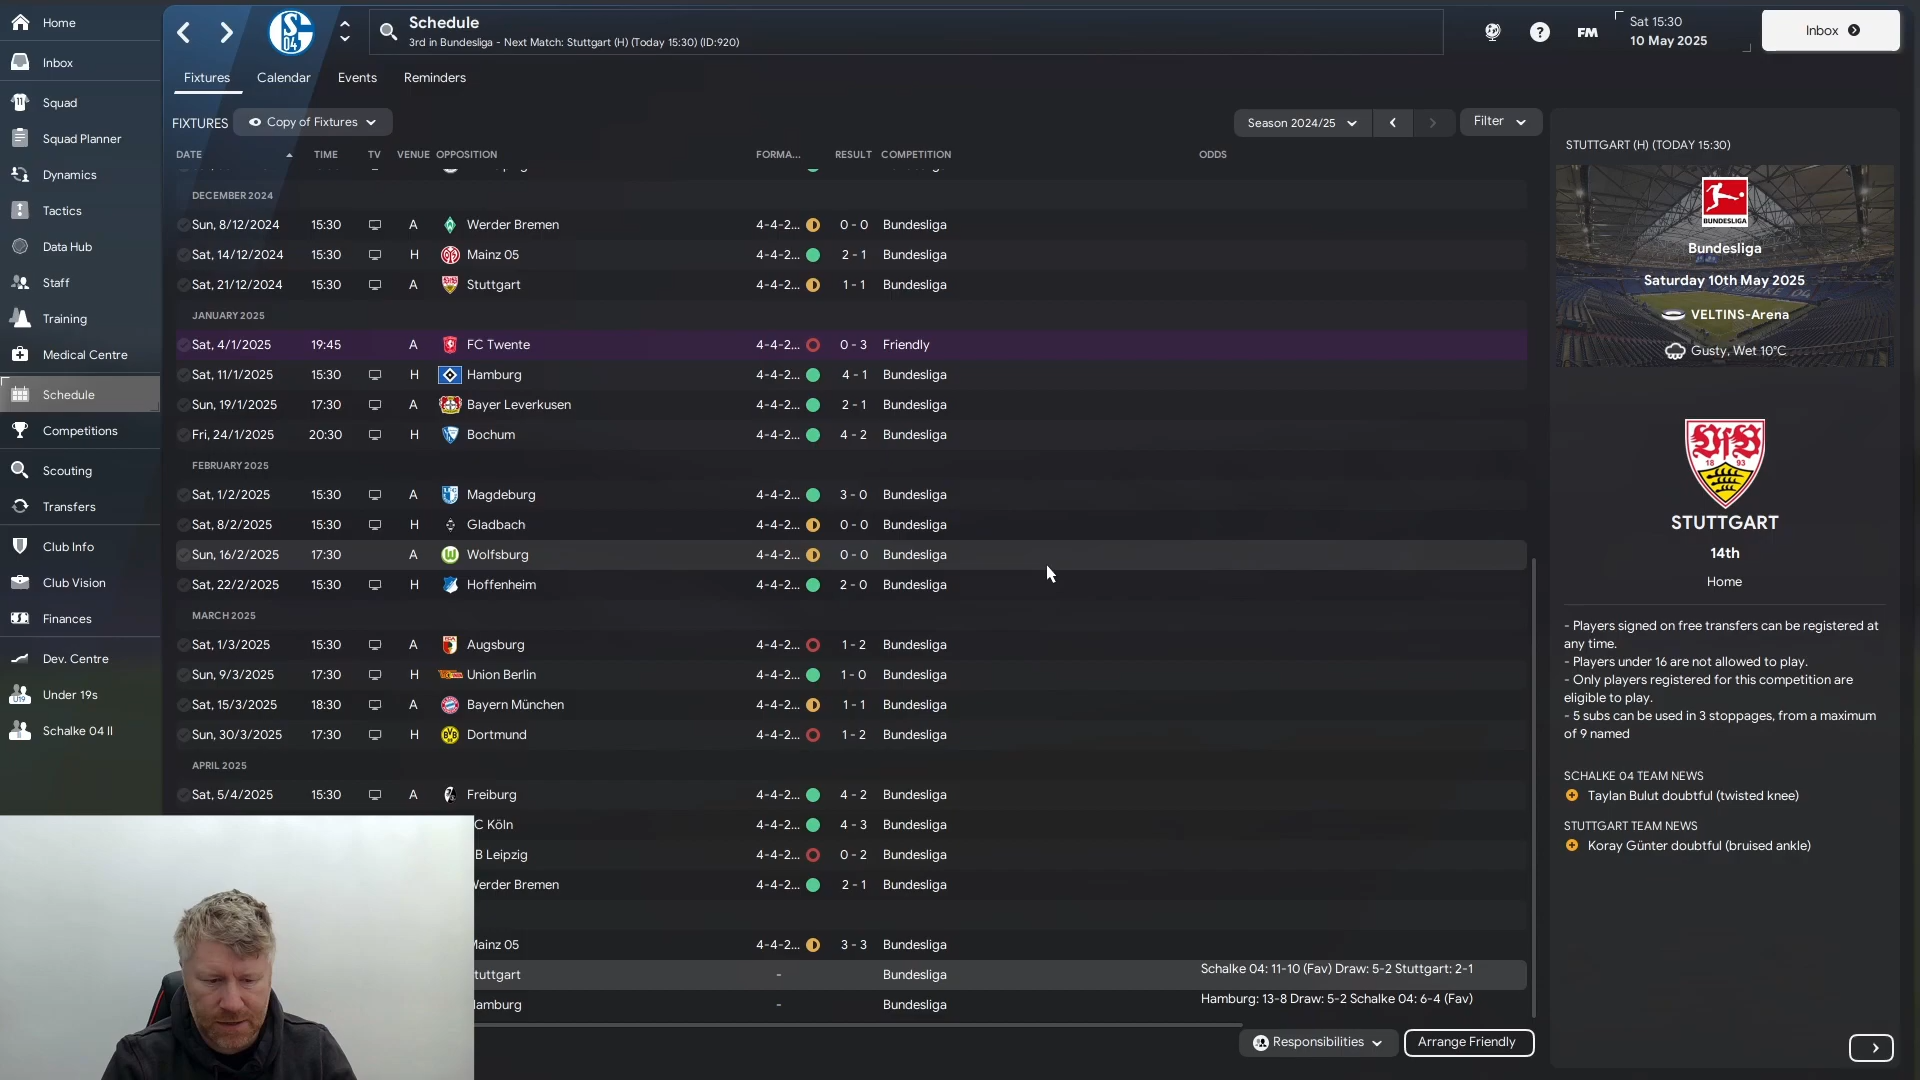 Home
Inbox
Squad
Squad Planner
Dynamics
Tactics
Data Hub
Staff
Training
Medical Centre
Schedule
Competitions
Scouting
Transfers
Club Info
Club Vision
Finances
Dev. Centre
Under 19s
Schalke 04 II
Schedule
3rd in Bundesliga - Next Match: Stuttgart (H) (Today 15:30) (ID:920)
FM
Sat 15:30
10 May 2025
Inbox
Fixtures Calendar Events Reminders
FIXTURES Copy of Fixtures Season 2024/25 Filter
DATE TIME TV VENUE OPPOSITION FORMA... RESULT COMPETITION ODDS
DECEMBER 2024
Sun, 8/12/2024 15:30 A Werder Bremen 4-4-2... 0 - 0 Bundesliga
Sat, 14/12/2024 15:30 H Mainz 05 4-4-2... 2 - 1 Bundesliga
Sat, 21/12/2024 15:30 A Stuttgart 4-4-2... 1 - 1 Bundesliga
JANUARY 2025
Sat, 4/1/2025 19:45 A FC Twente 4-4-2... 0 - 3 Friendly
Sat, 11/1/2025 15:30 H Hamburg 4-4-2... 4 - 1 Bundesliga
Sun, 19/1/2025 17:30 A Bayer Leverkusen 4-4-2... 2 - 1 Bundesliga
Fri, 24/1/2025 20:30 H Bochum 4-4-2... 4 - 2 Bundesliga
FEBRUARY 2025
Sat, 1/2/2025 15:30 A Magdeburg 4-4-2... 3 - 0 Bundesliga
Sat, 8/2/2025 15:30 H Gladbach 4-4-2... 0 - 0 Bundesliga
Sun, 16/2/2025 17:30 A Wolfsburg 4-4-2... 0 - 0 Bundesliga
Sat, 22/2/2025 15:30 H Hoffenheim 4-4-2... 2 - 0 Bundesliga
MARCH 2025
Sat, 1/3/2025 15:30 A Augsburg 4-4-2... 1 - 2 Bundesliga
Sun, 9/3/2025 17:30 H Union Berlin 4-4-2... 1 - 0 Bundesliga
Sat, 15/3/2025 18:30 A Bayern München 4-4-2... 1 - 1 Bundesliga
Sun, 30/3/2025 17:30 H Dortmund 4-4-2... 1 - 2 Bundesliga
APRIL 2025
Sat, 5/4/2025 15:30 A Freiburg 4-4-2... 4 - 2 Bundesliga
C Köln 4-4-2... 4 - 3 Bundesliga
B Leipzig 4-4-2... 0 - 2 Bundesliga
Werder Bremen 4-4-2... 2 - 1 Bundesliga
Mainz 05 4-4-2... 3 - 3 Bundesliga
tuttgart - Bundesliga Schalke 04: 11-10 (Fav) Draw: 5-2 Stuttgart: 2-1
amburg - Bundesliga Hamburg: 13-8 Draw: 5-2 Schalke 04: 6-4 (Fav)
Responsibilities Arrange Friendly
STUTTGART (H) (TODAY 15:30)
BUNDESLIGA
Bundesliga
Saturday 10th May 2025
VELTINS-Arena
Gusty, Wet 10°C
VfB
18 93
STUTTGART
14th
Home
- Players signed on free transfers can be registered at
any time.
- Players under 16 are not allowed to play.
- Only players registered for this competition are
eligible to play.
- 5 subs can be used in 3 stoppages, from a maximum
of 9 named
SCHALKE 04 TEAM NEWS
Taylan Bulut doubtful (twisted knee)
STUTTGART TEAM NEWS
Koray Günter doubtful (bruised ankle)